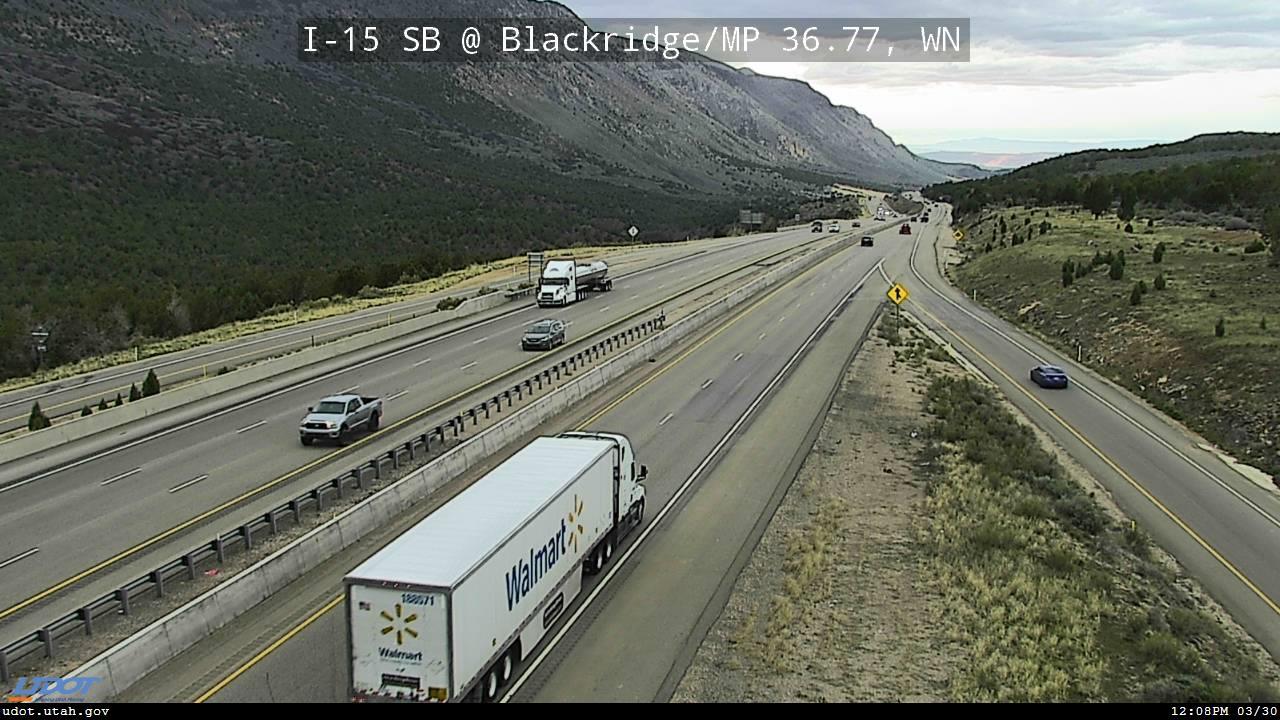 I-15 SB @ Blackridge/MP 36.77, WN
Walmart
188571
Walmart
UDOT
udot.utah.gov
12:08PM 03/30